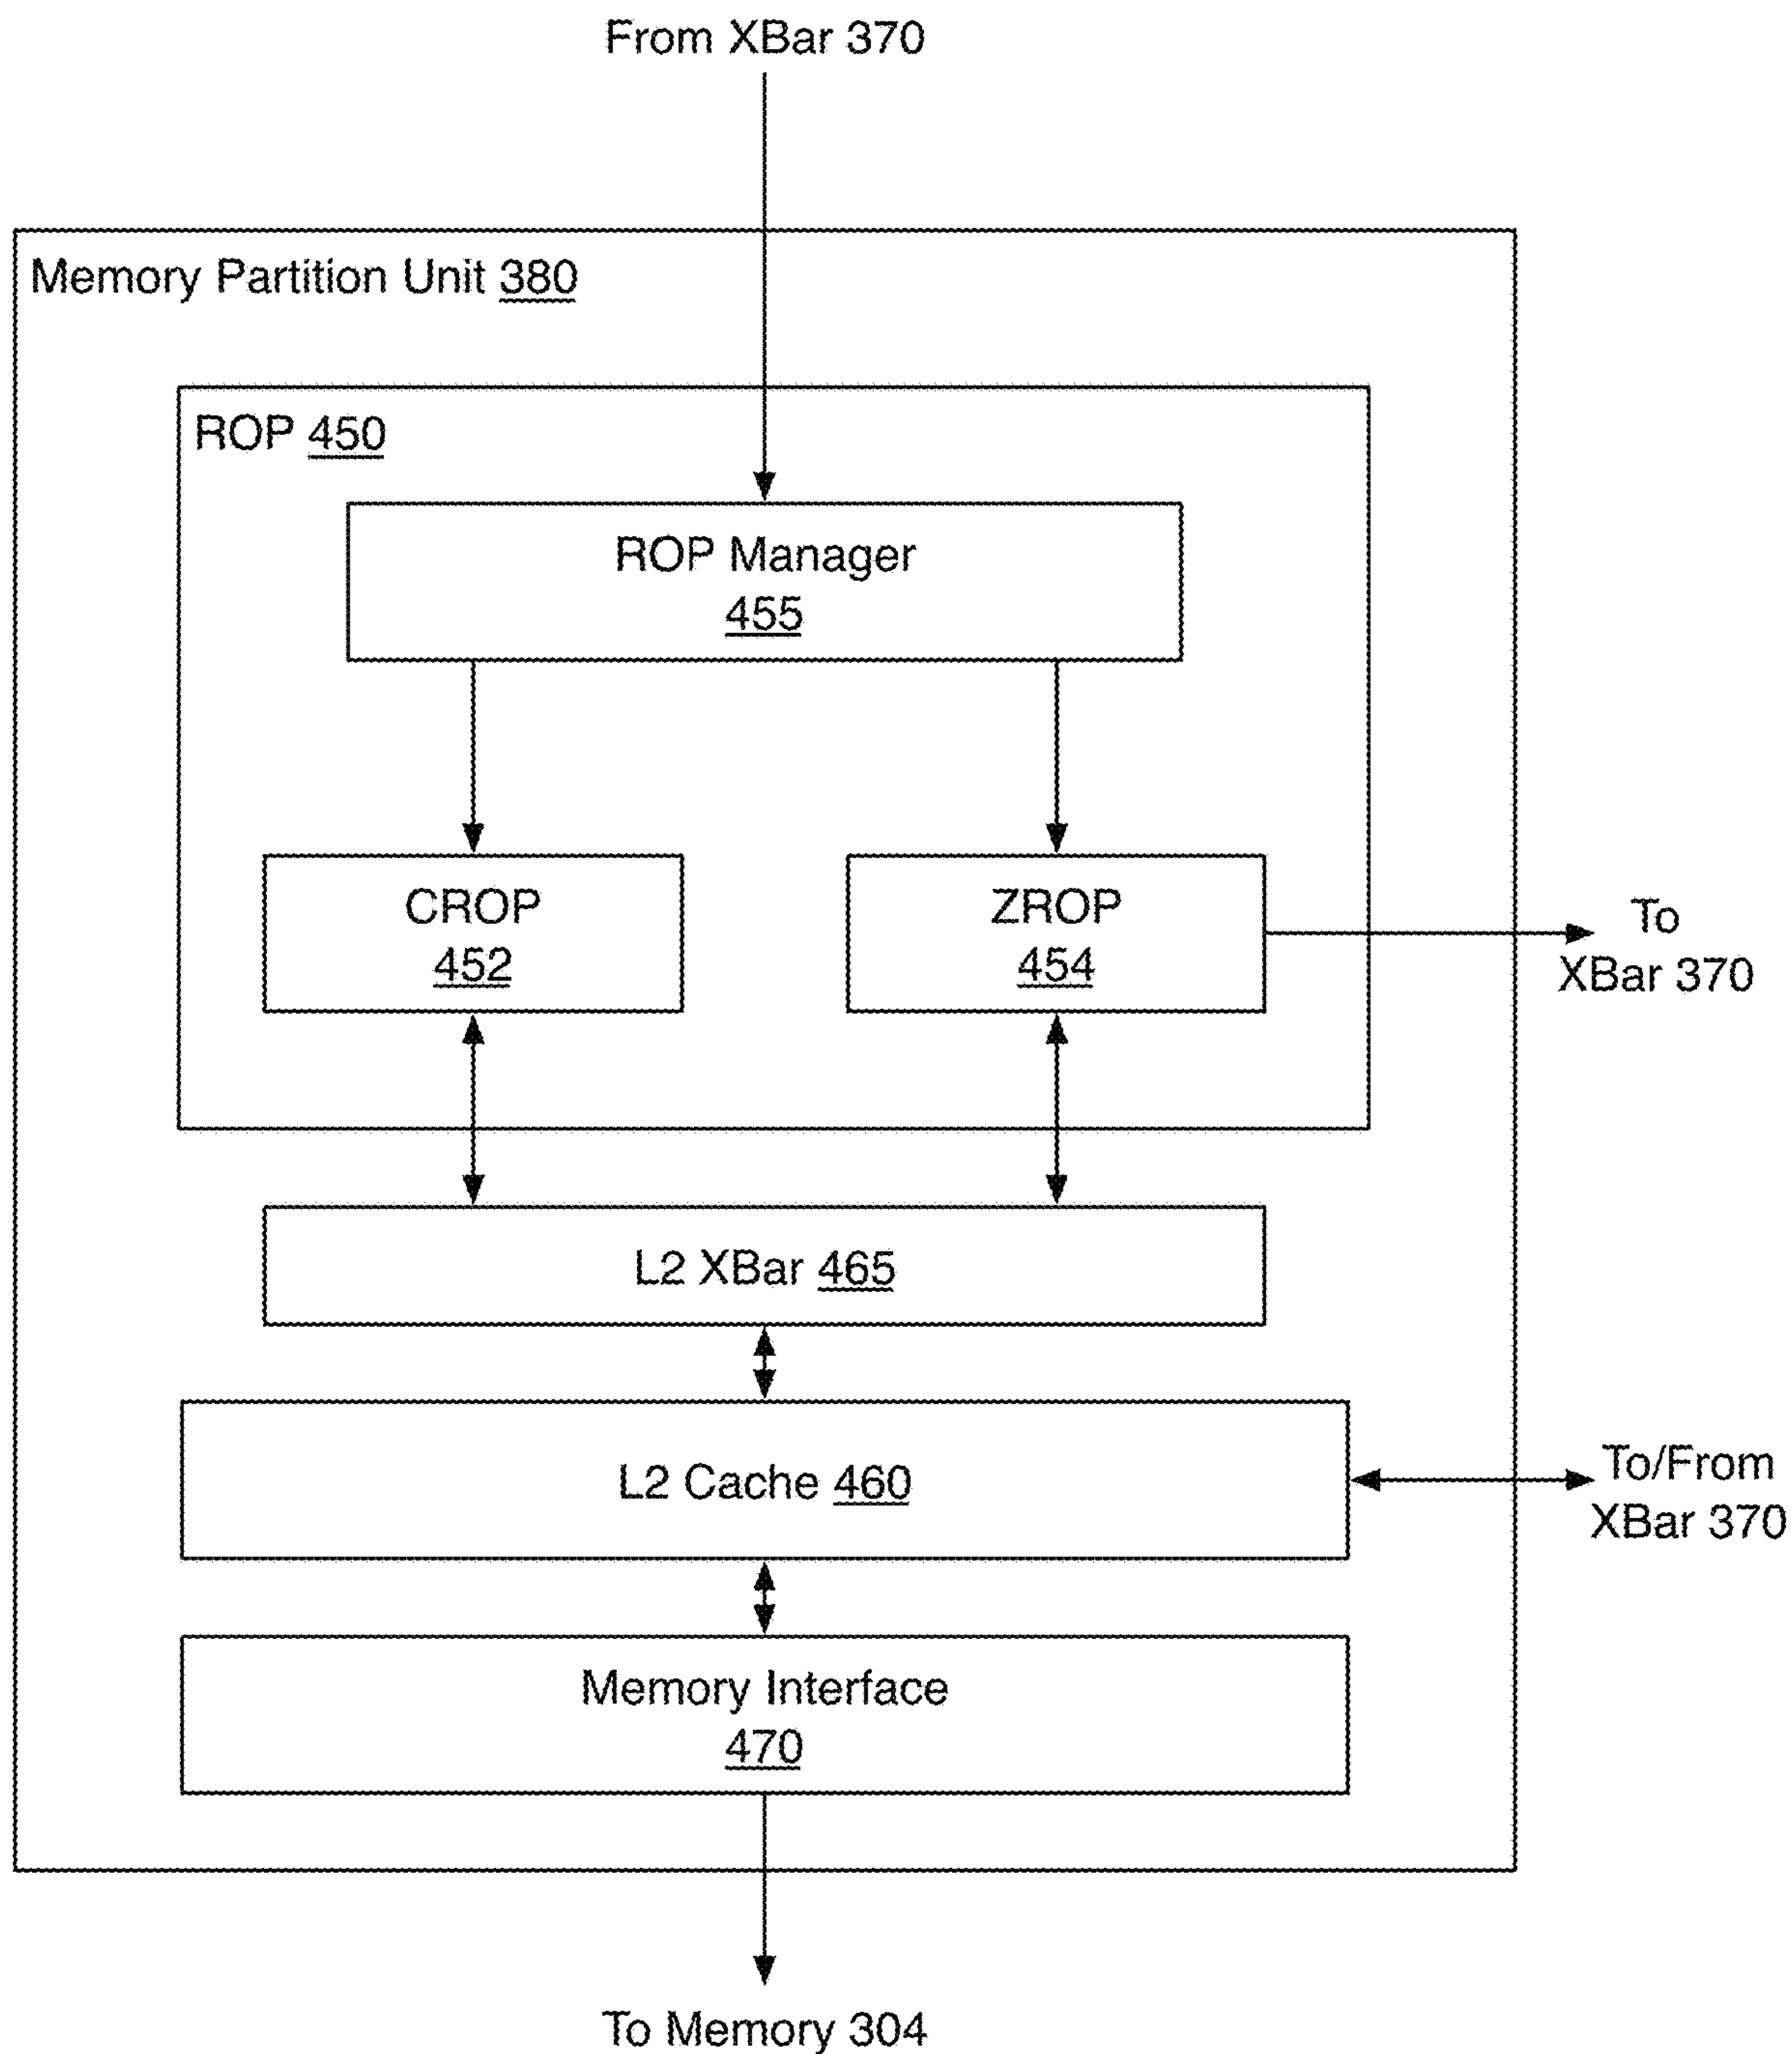 From XBar 370
Memory Partition Unit 380
ROP 450
ROP Manager
455
CROP
452
ZROP
454
To
XBar 370
L2 XBar 465
L2 Cache 460
To/From
XBar 370
Memory Interface
470
To Memory 304